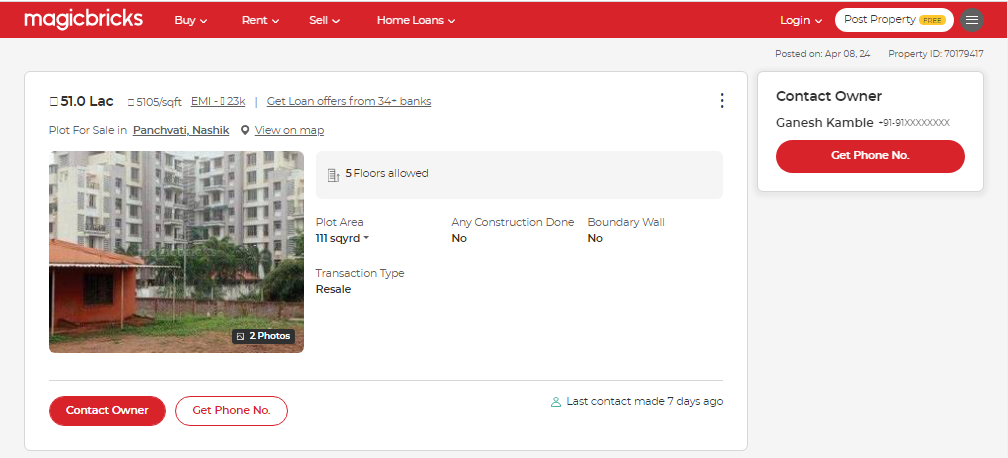 magicbricks Buy Rent Sell Home Loans Login Post Property FREE
Posted on: Apr 08, 24 Property ID: 70179417
51.0 Lac 5105/sqft EMI - 23k | Get Loan offers from 34+ banks
Plot For Sale in Panchvati, Nashik View on map
5 Floors allowed
Plot Area
111 sqyrd
Any Construction Done
No
Boundary Wall
No
Transaction Type
Resale
2 Photos
Contact Owner Get Phone No.
Last contact made 7 days ago
Contact Owner
Ganesh Kamble +91-91XXXXXXXX
Get Phone No.